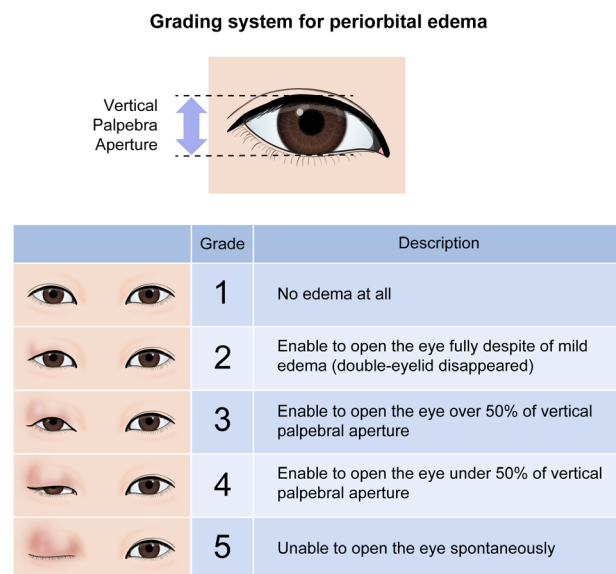 Grading system for periorbital edema
Vertical
Palpebra
Aperture
Grade
Description
1
No edema at all
2
Enable to open the eye fully despite of mild
edema (double-eyelid disappeared)
3
Enable to open the eye over 50% of vertical
palpebral aperture
4
Enable to open the eye under 50% of vertical
palpebral aperture
5
Unable to open the eye spontaneously